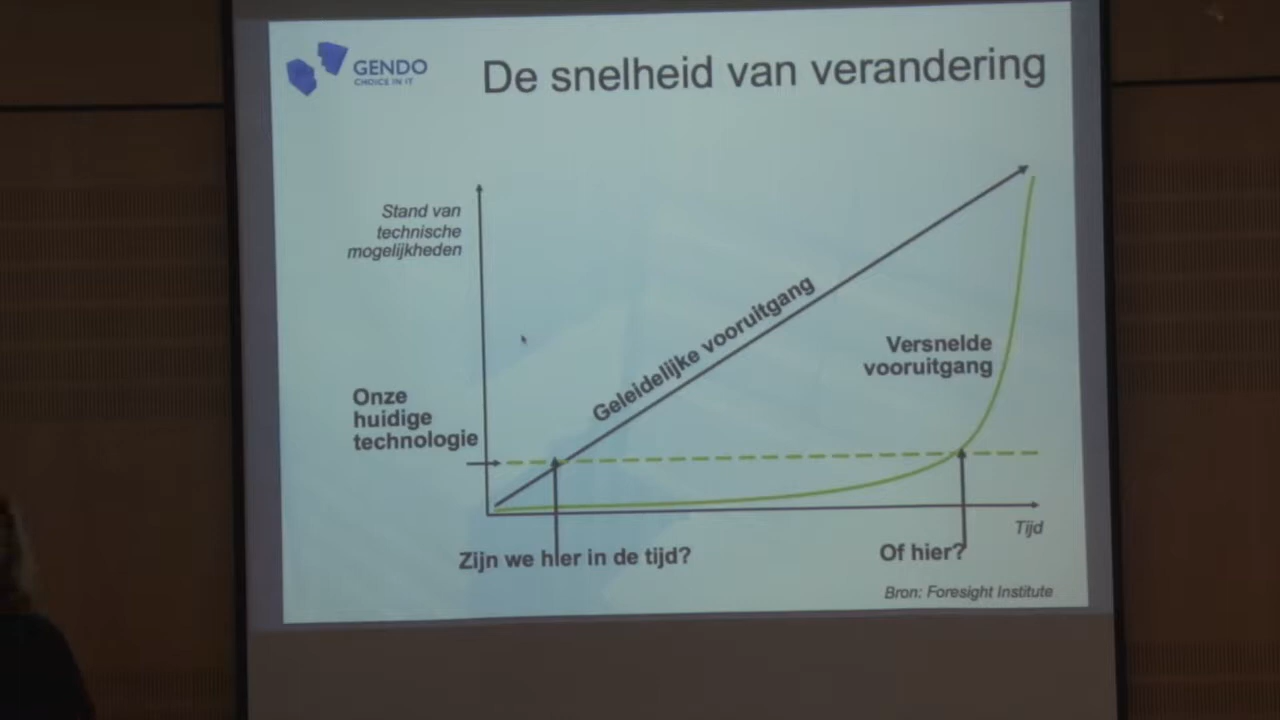 GENDO
CHOICE IN IT
De snelheid van verandering
Stand van
technische
mogelijkheden
Geleidelijke vooruitgang
Versnelde
vooruitgang
Onze
huidige
technologie
Tijd
Zijn we hier in de tijd?
Of hier?
Bron: Foresight Institute